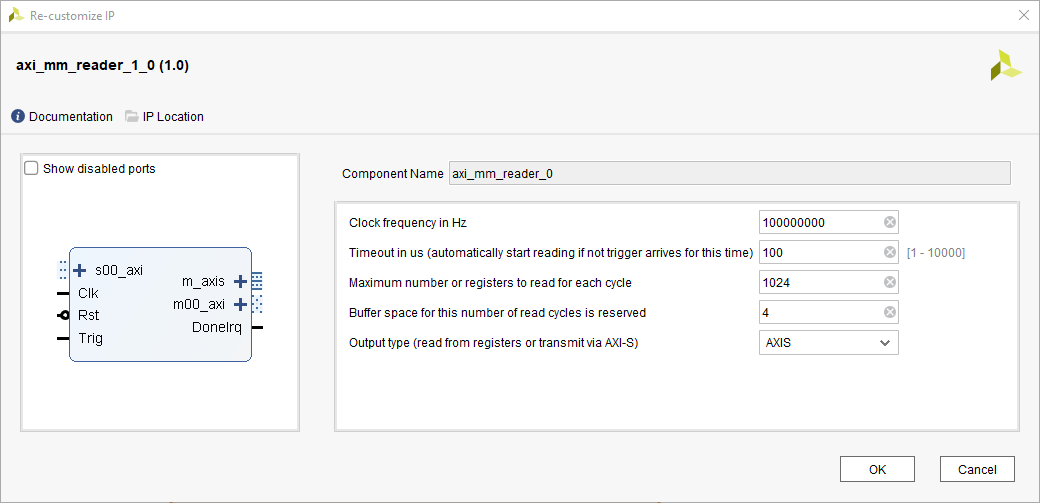 Re-customize IP
axi_mm_reader_1_0 (1.0)
Documentation IP Location
Show disabled ports
s00_axi
Clk
Rst
Trig
m_axis
m00_axi
DoneIrq
Component Name axi_mm_reader_0
Clock frequency in Hz 100000000
Timeout in us (automatically start reading if not trigger arrives for this time) 100 [1 - 10000]
Maximum number or registers to read for each cycle 1024
Buffer space for this number of read cycles is reserved 4
Output type (read from registers or transmit via AXI-S) AXIS
OK Cancel